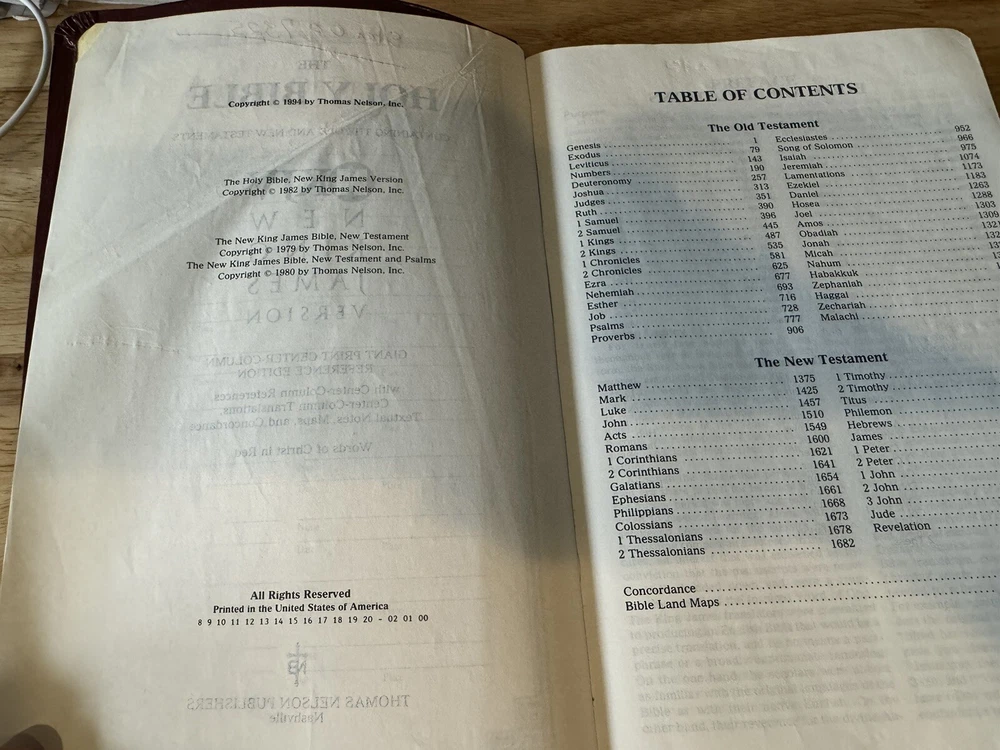 Copyright © 1994 by Thomas Nelson, Inc.
The Holy Bible, New King James Version
Copyright © 1982 by Thomas Nelson, Inc.
The New King James Bible, New Testament
Copyright © 1979 by Thomas Nelson, Inc.
The New King James Bible, New Testament and Psalms
Copyright © 1980 by Thomas Nelson, Inc.
All Rights Reserved
Printed in the United States of America
8 9 10 11 12 13 14 15 16 17 18 19 20 - 02 01 00
TABLE OF CONTENTS
The Old Testament
Genesis 1
Exodus 79
Leviticus 143
Numbers 190
Deuteronomy 257
Joshua 313
Judges 351
Ruth 390
1 Samuel 396
2 Samuel 445
1 Kings 487
2 Kings 535
1 Chronicles 581
2 Chronicles 625
Ezra 677
Nehemiah 693
Esther 716
Job 728
Psalms 777
Proverbs 906
Ecclesiastes 952
Song of Solomon 966
Isaiah 975
Jeremiah 1074
Lamentations 1173
Ezekiel 1183
Daniel 1263
Hosea 1288
Joel 1303
Amos 1309
Obadiah
Jonah
Micah
Nahum
Habakkuk
Zephaniah
Haggai
Zechariah
Malachi
The New Testament
Matthew 1375
Mark 1425
Luke 1457
John 1510
Acts 1549
Romans 1600
1 Corinthians 1621
2 Corinthians 1641
Galatians 1654
Ephesians 1661
Philippians 1668
Colossians 1673
1 Thessalonians 1678
2 Thessalonians 1682
1 Timothy
2 Timothy
Titus
Philemon
Hebrews
James
1 Peter
2 Peter
1 John
2 John
3 John
Jude
Revelation
Concordance
Bible Land Maps